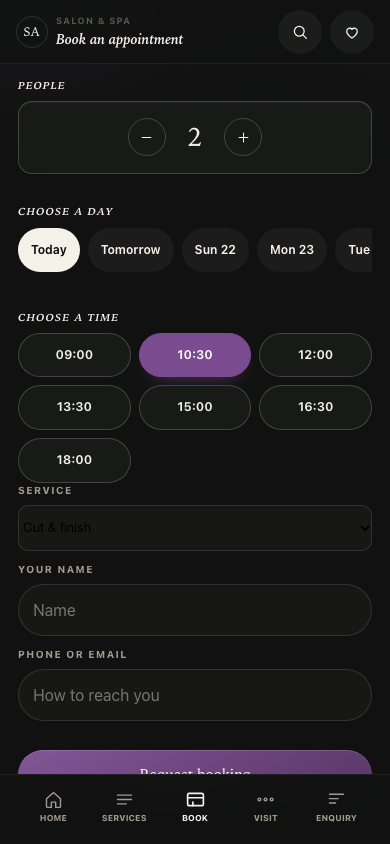 SA
SALON & SPA
Book an appointment
PEOPLE
− 2 +
CHOOSE A DAY
Today Tomorrow Sun 22 Mon 23 Tue
CHOOSE A TIME
09:00 10:30 12:00
13:30 15:00 16:30
18:00
SERVICE
Cut & finish
YOUR NAME
Name
PHONE OR EMAIL
How to reach you
Request booking
HOME SERVICES BOOK VISIT ENQUIRY